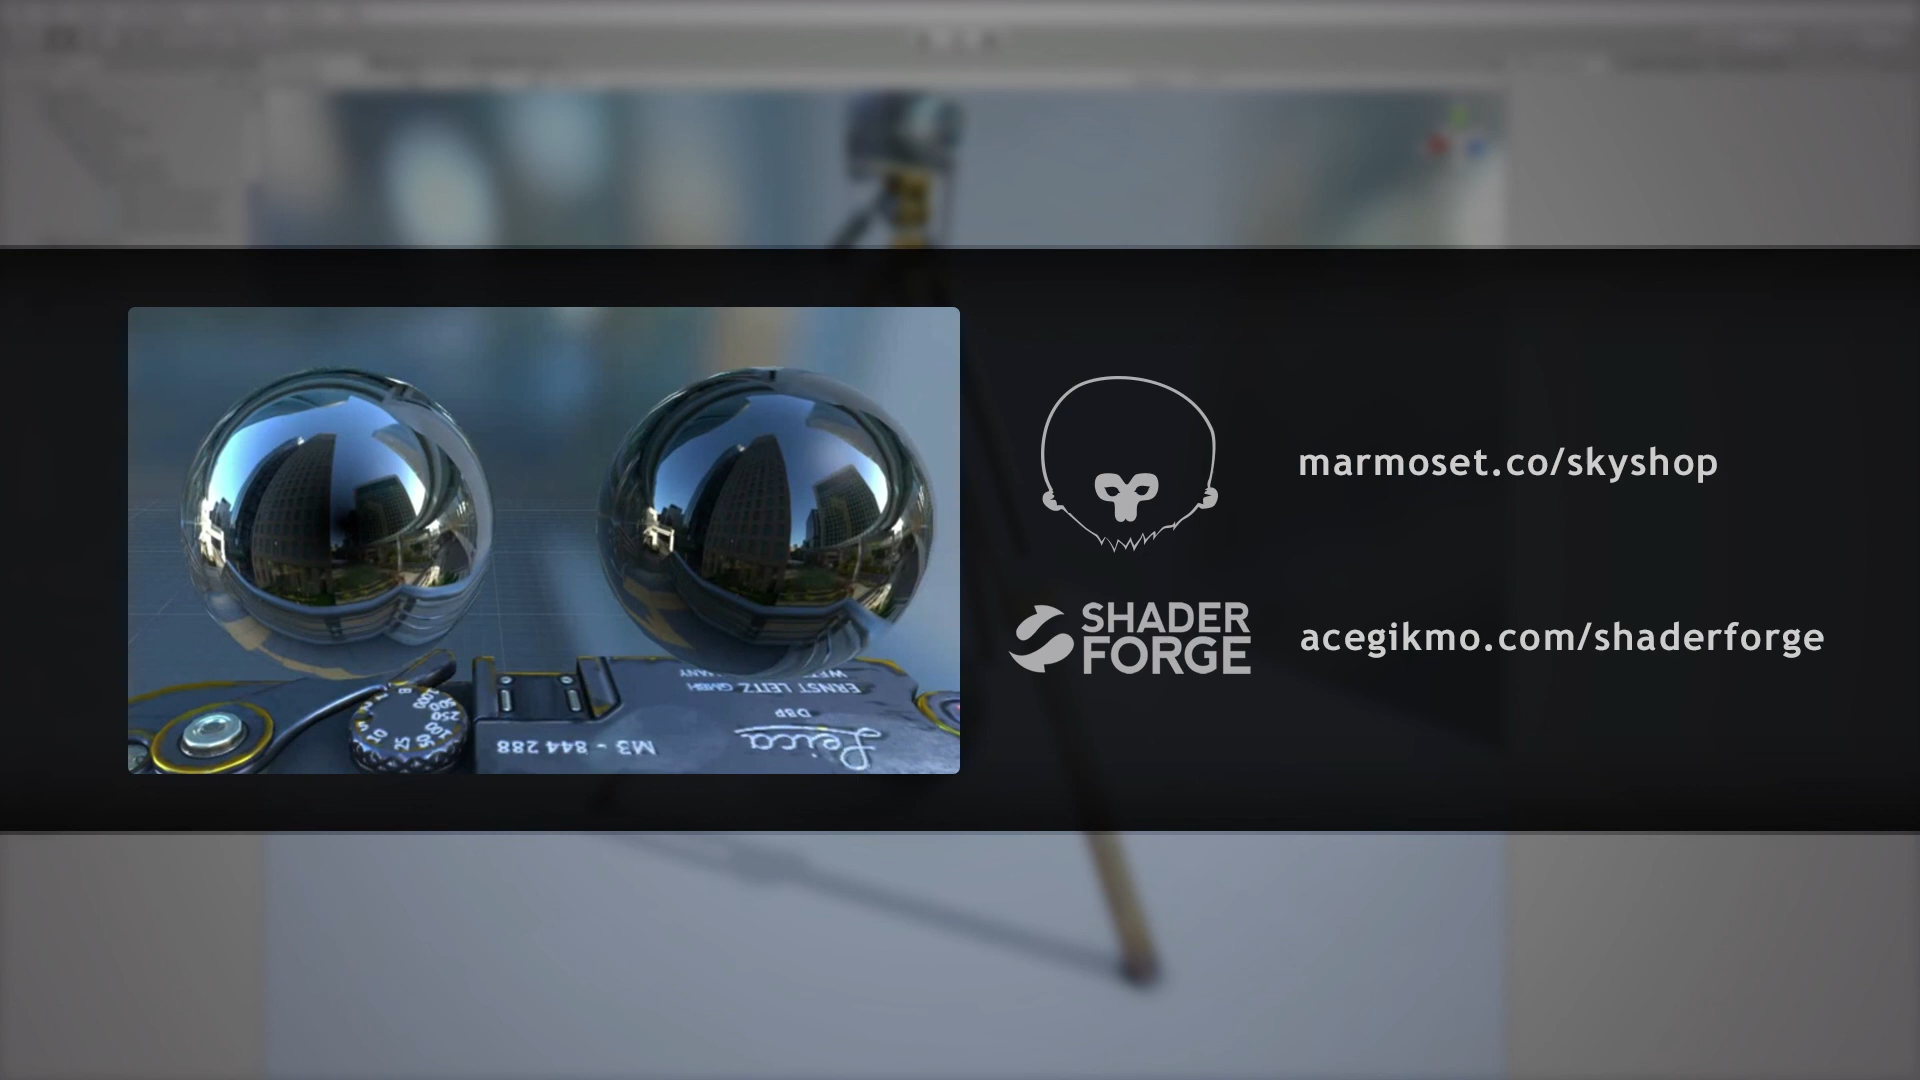 marmoset.co/skyshop
SHADER
FORGE
acegikmo.com/shaderforge
ERNST LEITZ GMBH
DBP
Leica
M3 - 844 288